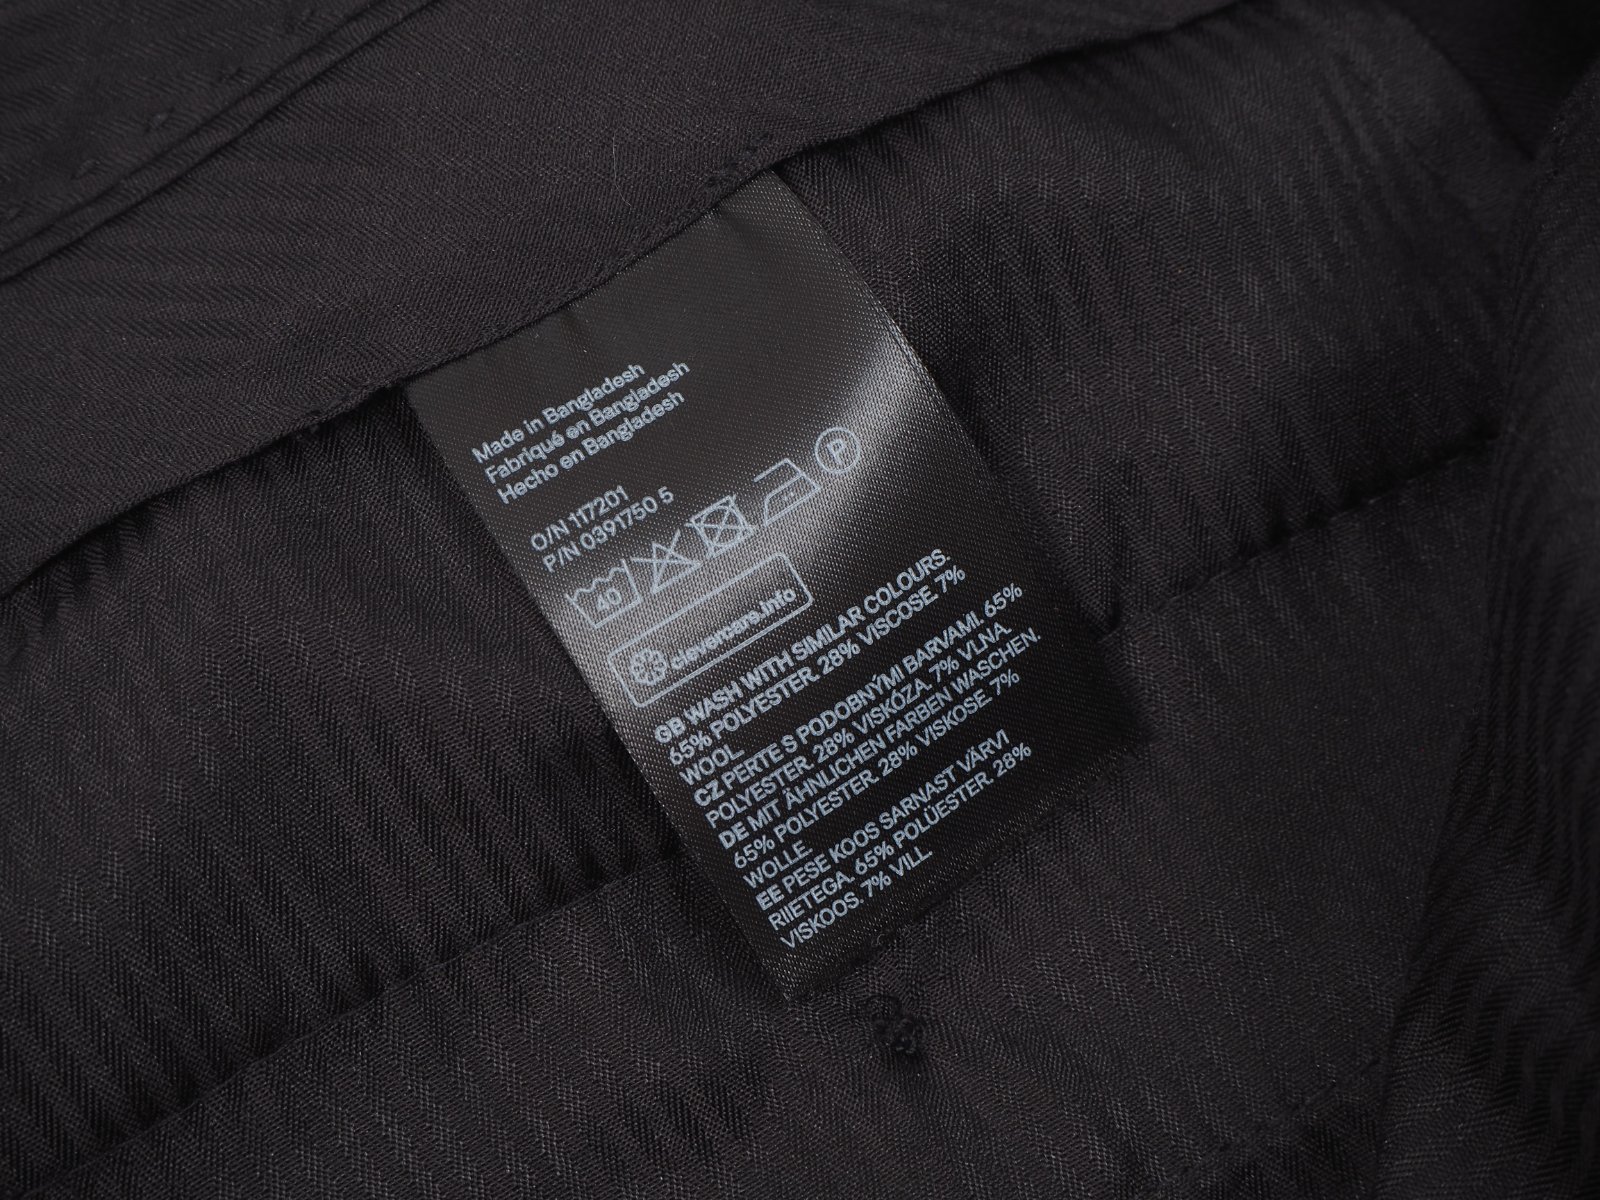 Made in Bangladesh
Fabriqué en Bangladesh
Hecho en Bangladesh
O/N 117201
P/N 0391750 5
40
P
clevercare.info
GB WASH WITH SIMILAR COLOURS.
65% POLYESTER. 28% VISCOSE. 7%
WOOL
CZ PERTE S PODOBNÝMI BARVAMI. 65%
POLYESTER. 28% VISKÓZA. 7% VLNA.
DE MIT ÄHNLICHEN FARBEN WASCHEN.
65% POLYESTER. 28% VISKOSE. 7%
WOLLE.
EE PESE KOOS SARNAST VÄRVI
RIIETEGA. 65% POLÜESTER. 28%
VISKOOS. 7% VILL.